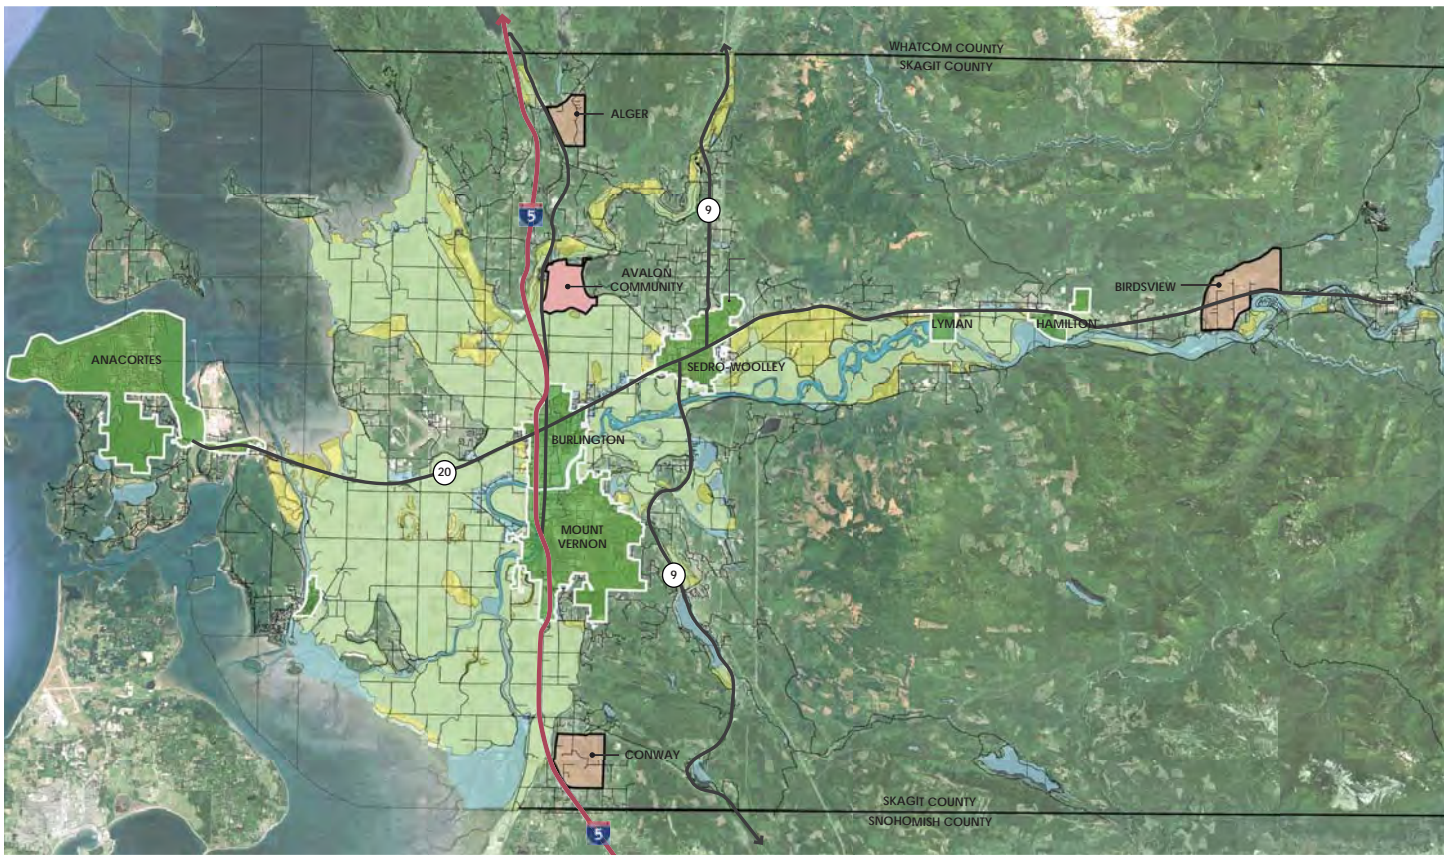 WHATCOM COUNTY
SKAGIT COUNTY
ALGER
5
9
AVALON
COMMUNITY
BIRDSVIEW
LYMAN
HAMILTON
ANACORTES
SEDRO-WOOLLEY
BURLINGTON
20
MOUNT
VERNON
9
CONWAY
SKAGIT COUNTY
SNOHOMISH COUNTY
5